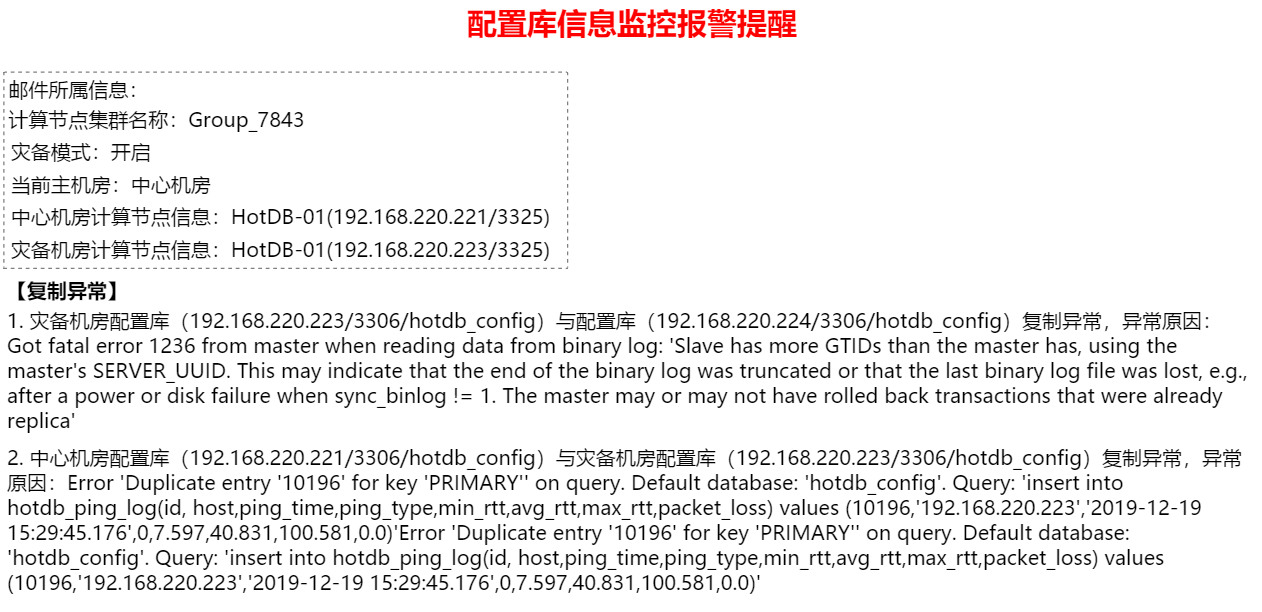 配置库信息监控报警提醒
邮件所属信息：
计算节点集群名称：Group_7843
灾备模式：开启
当前主机房：中心机房
中心机房计算节点信息：HotDB-01(192.168.220.221/3325)
灾备机房计算节点信息：HotDB-01(192.168.220.223/3325)
【复制异常】
1. 灾备机房配置库（192.168.220.223/3306/hotdb_config）与配置库（192.168.220.224/3306/hotdb_config）复制异常，异常原因：
Got fatal error 1236 from master when reading data from binary log: 'Slave has more GTIDs than the master has, using the
master's SERVER_UUID. This may indicate that the end of the binary log was truncated or that the last binary log file was lost, e.g.,
after a power or disk failure when sync_binlog != 1. The master may or may not have rolled back transactions that were already
replica'
2. 中心机房配置库（192.168.220.221/3306/hotdb_config）与灾备机房配置库（192.168.220.223/3306/hotdb_config）复制异常，异常
原因：Error 'Duplicate entry '10196' for key 'PRIMARY'' on query. Default database: 'hotdb_config'. Query: 'insert into
hotdb_ping_log(id, host,ping_time,ping_type,min_rtt,avg_rtt,max_rtt,packet_loss) values (10196,'192.168.220.223','2019-12-19
15:29:45.176',0,7.597,40.831,100.581,0.0)'Error 'Duplicate entry '10196' for key 'PRIMARY'' on query. Default database:
'hotdb_config'. Query: 'insert into hotdb_ping_log(id, host,ping_time,ping_type,min_rtt,avg_rtt,max_rtt,packet_loss) values
(10196,'192.168.220.223','2019-12-19 15:29:45.176',0,7.597,40.831,100.581,0.0)'